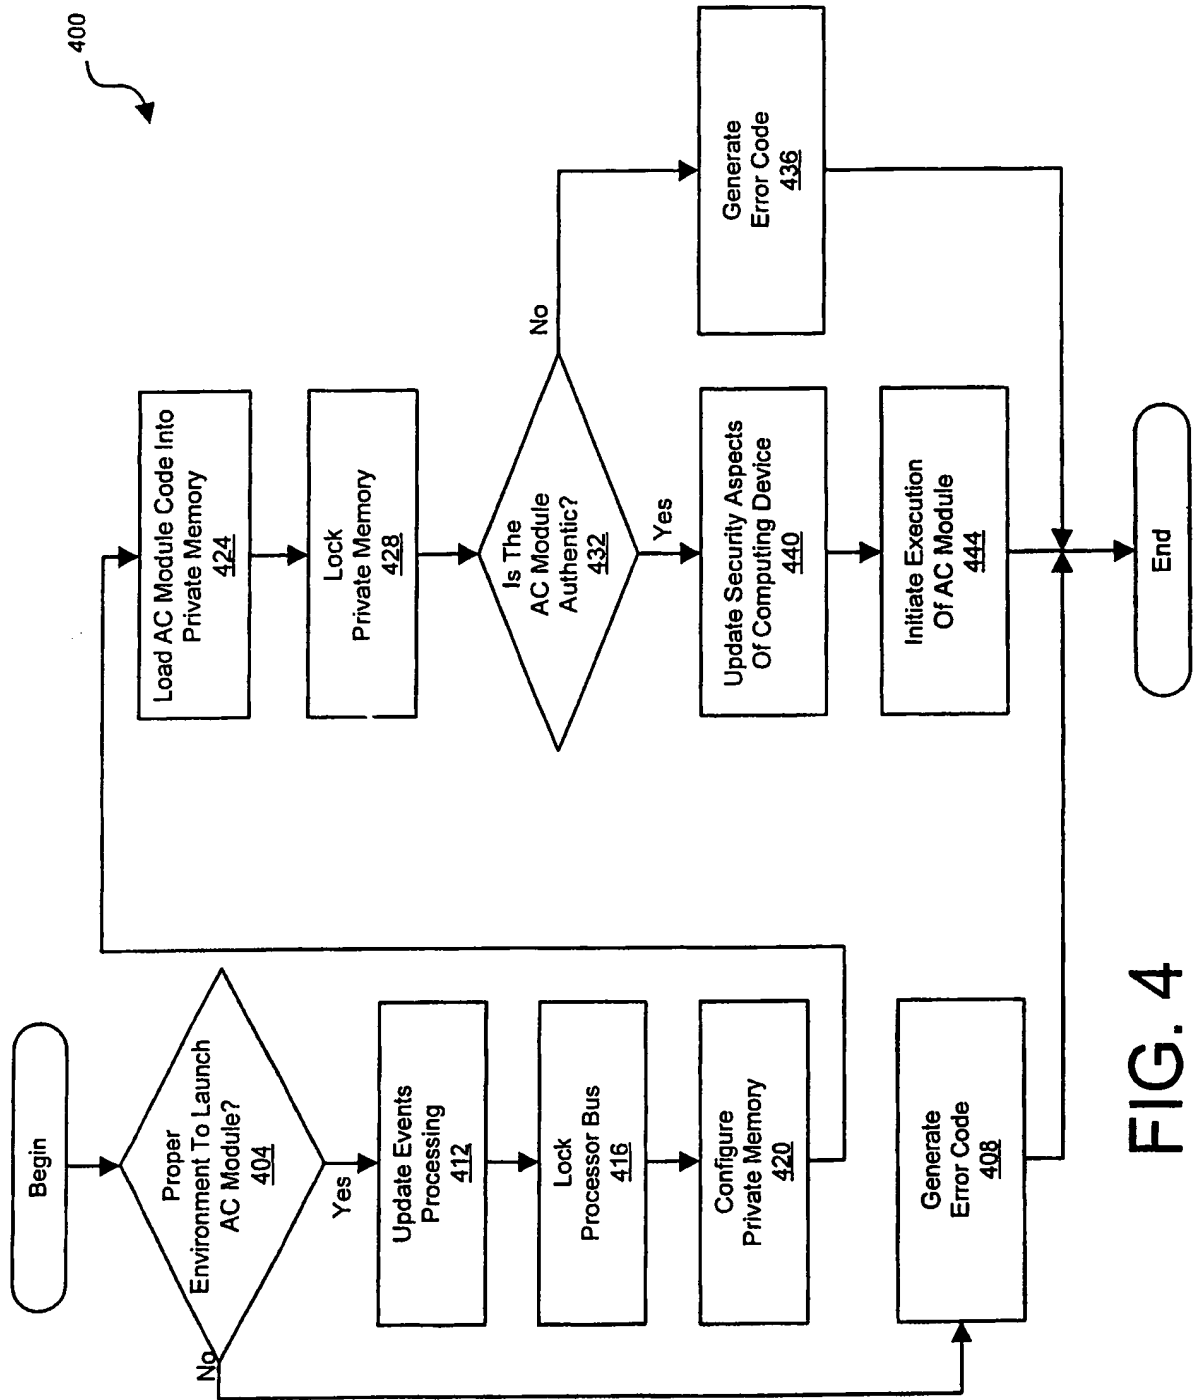 400
Begin
Proper
Environment To Launch
AC Module?
404
No
Yes
Update Events
Processing
412
Lock
Processor Bus
416
Configure
Private Memory
420
Generate
Error Code
408
Load AC Module Code Into
Private Memory
424
Lock
Private Memory
428
Is The
AC Module
Authentic?
432
No
Yes
Generate
Error Code
436
Update Security Aspects
Of Computing Device
440
Initiate Execution
Of AC Module
444
End
FIG. 4